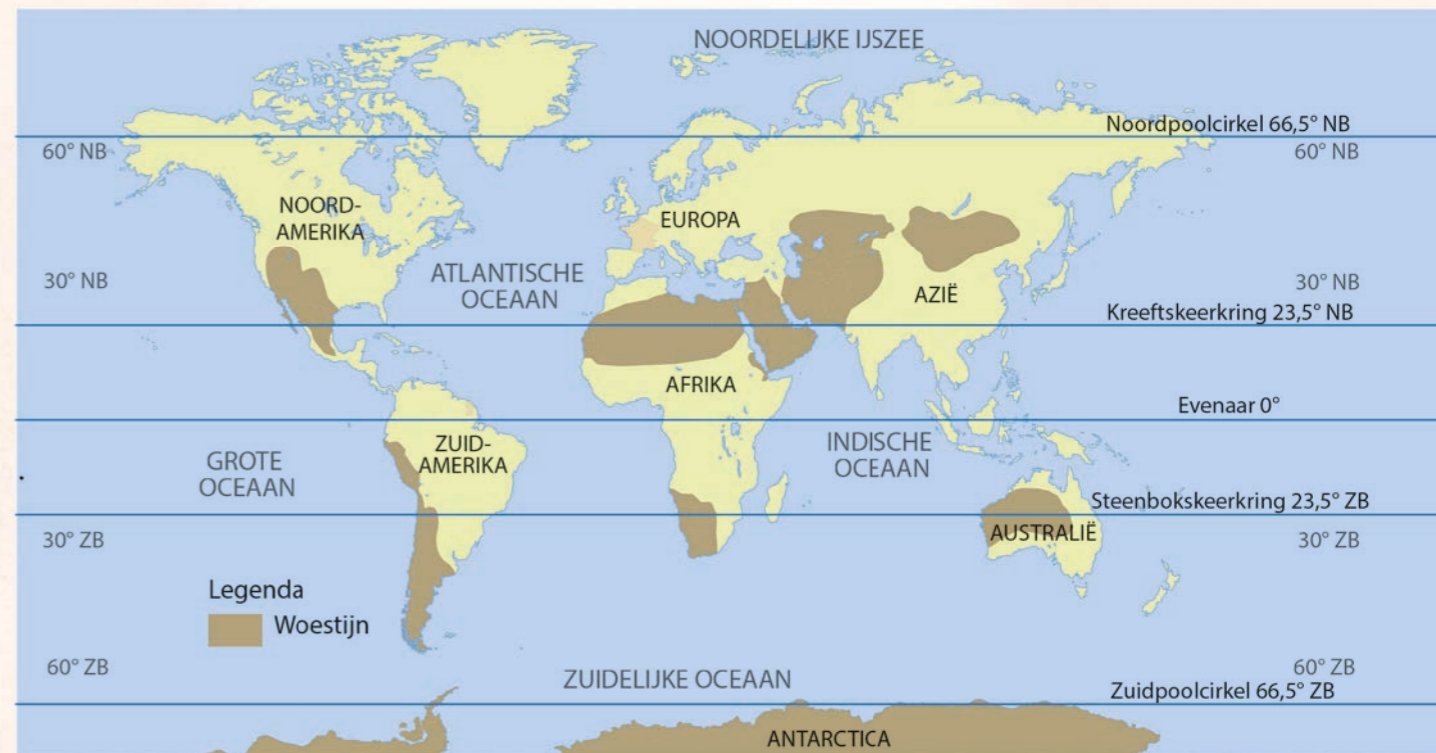 NOORDELIJKE IJSZEE
Noordpoolcirkel 66,5° NB
60° NB
60° NB
NOORD-
AMERIKA
EUROPA
ATLANTISCHE
OCEAAN
AZIË
30° NB
30° NB
Kreeftskeerkring 23,5° NB
AFRIKA
Evenaar 0°
ZUID-
AMERIKA
INDISCHE
OCEAAN
GROTE
OCEAAN
Steenbokskeerkring 23,5° ZB
AUSTRALIË
30° ZB
30° ZB
Legenda
Woestijn
60° ZB
60° ZB
ZUIDELIJKE OCEAAN
Zuidpoolcirkel 66,5° ZB
ANTARCTICA